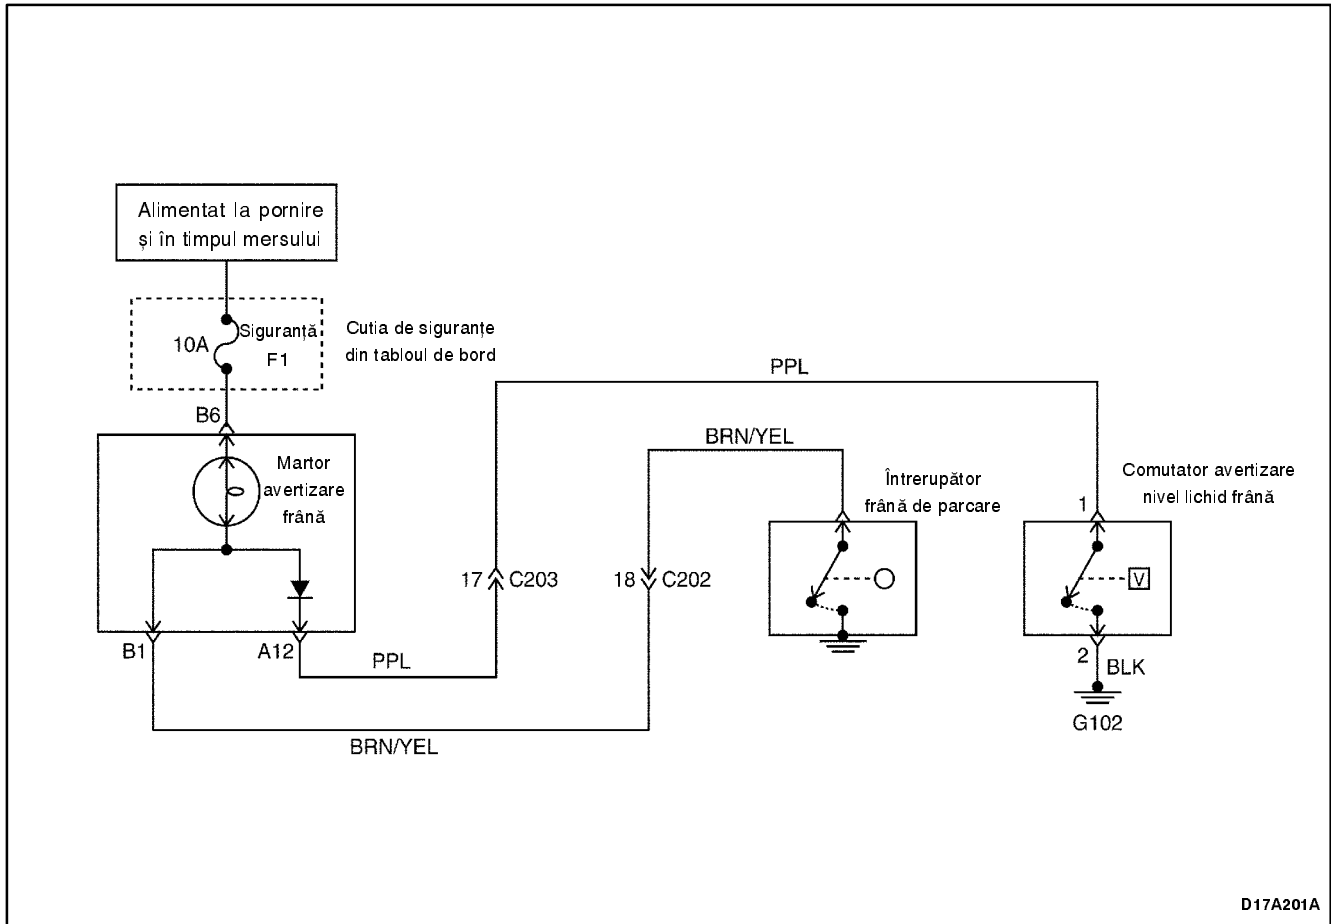 Alimentat la pornire
și în timpul mersului
10A
Siguranță
F1
Cutia de siguranțe
din tabloul de bord
B6
Martor
avertizare
frână
B1
A12
PPL
BRN/YEL
17
C203
18
C202
PPL
BRN/YEL
Întrerupător
frână de parcare
Comutator avertizare
nivel lichid frână
1
V
2
BLK
G102
D17A201A